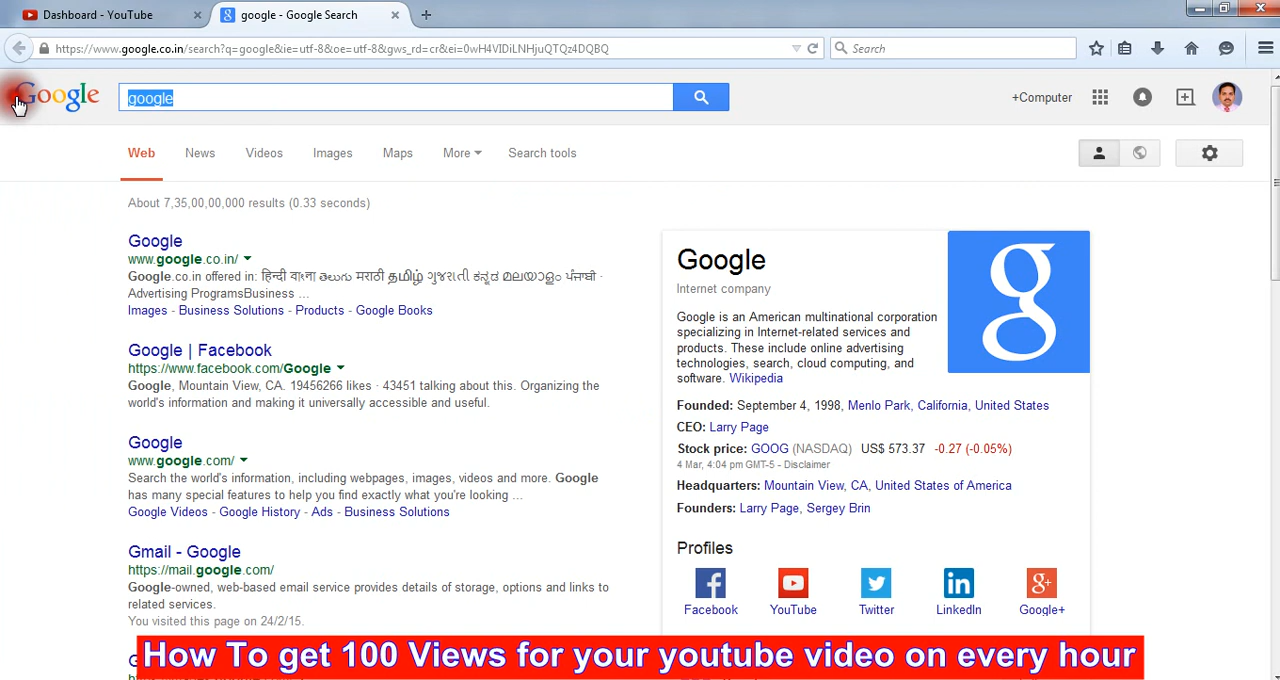 Dashboard - YouTube
google - Google Search
https://www.google.co.in/search?q=google&ie=utf-8&oe=utf-8&gws_rd=cr&ei=0wH4VIDiLNHjuQTQz4DQBQ
Search
Google
google
+Computer
Web News Videos Images Maps More Search tools
About 7,35,00,00,000 results (0.33 seconds)
Google
www.google.co.in/
Google.co.in offered in: हिन्दी বাংলা తెలుగు मराठी தமிழ் ગુજરાતી ಕನ್ನಡ മലയാളം ਪੰਜਾਬੀ ·
Advertising ProgramsBusiness ...
Images - Business Solutions - Products - Google Books
Google | Facebook
https://www.facebook.com/Google
Google, Mountain View, CA. 19456266 likes · 43451 talking about this. Organizing the
world's information and making it universally accessible and useful.
Google
www.google.com/
Search the world's information, including webpages, images, videos and more. Google
has many special features to help you find exactly what you're looking ...
Google Videos - Google History - Ads - Business Solutions
Gmail - Google
https://mail.google.com/
Google-owned, web-based email service provides details of storage, options and links to
related services.
You visited this page on 24/2/15.
Google
Internet company
Google is an American multinational corporation
specializing in Internet-related services and
products. These include online advertising
technologies, search, cloud computing, and
software. Wikipedia
Founded: September 4, 1998, Menlo Park, California, United States
CEO: Larry Page
Stock price: GOOG (NASDAQ) US$ 573.37 -0.27 (-0.05%)
4 Mar, 4:04 pm GMT-5 - Disclaimer
Headquarters: Mountain View, CA, United States of America
Founders: Larry Page, Sergey Brin
Profiles
Facebook YouTube Twitter LinkedIn Google+
How To get 100 Views for your youtube video on every hour